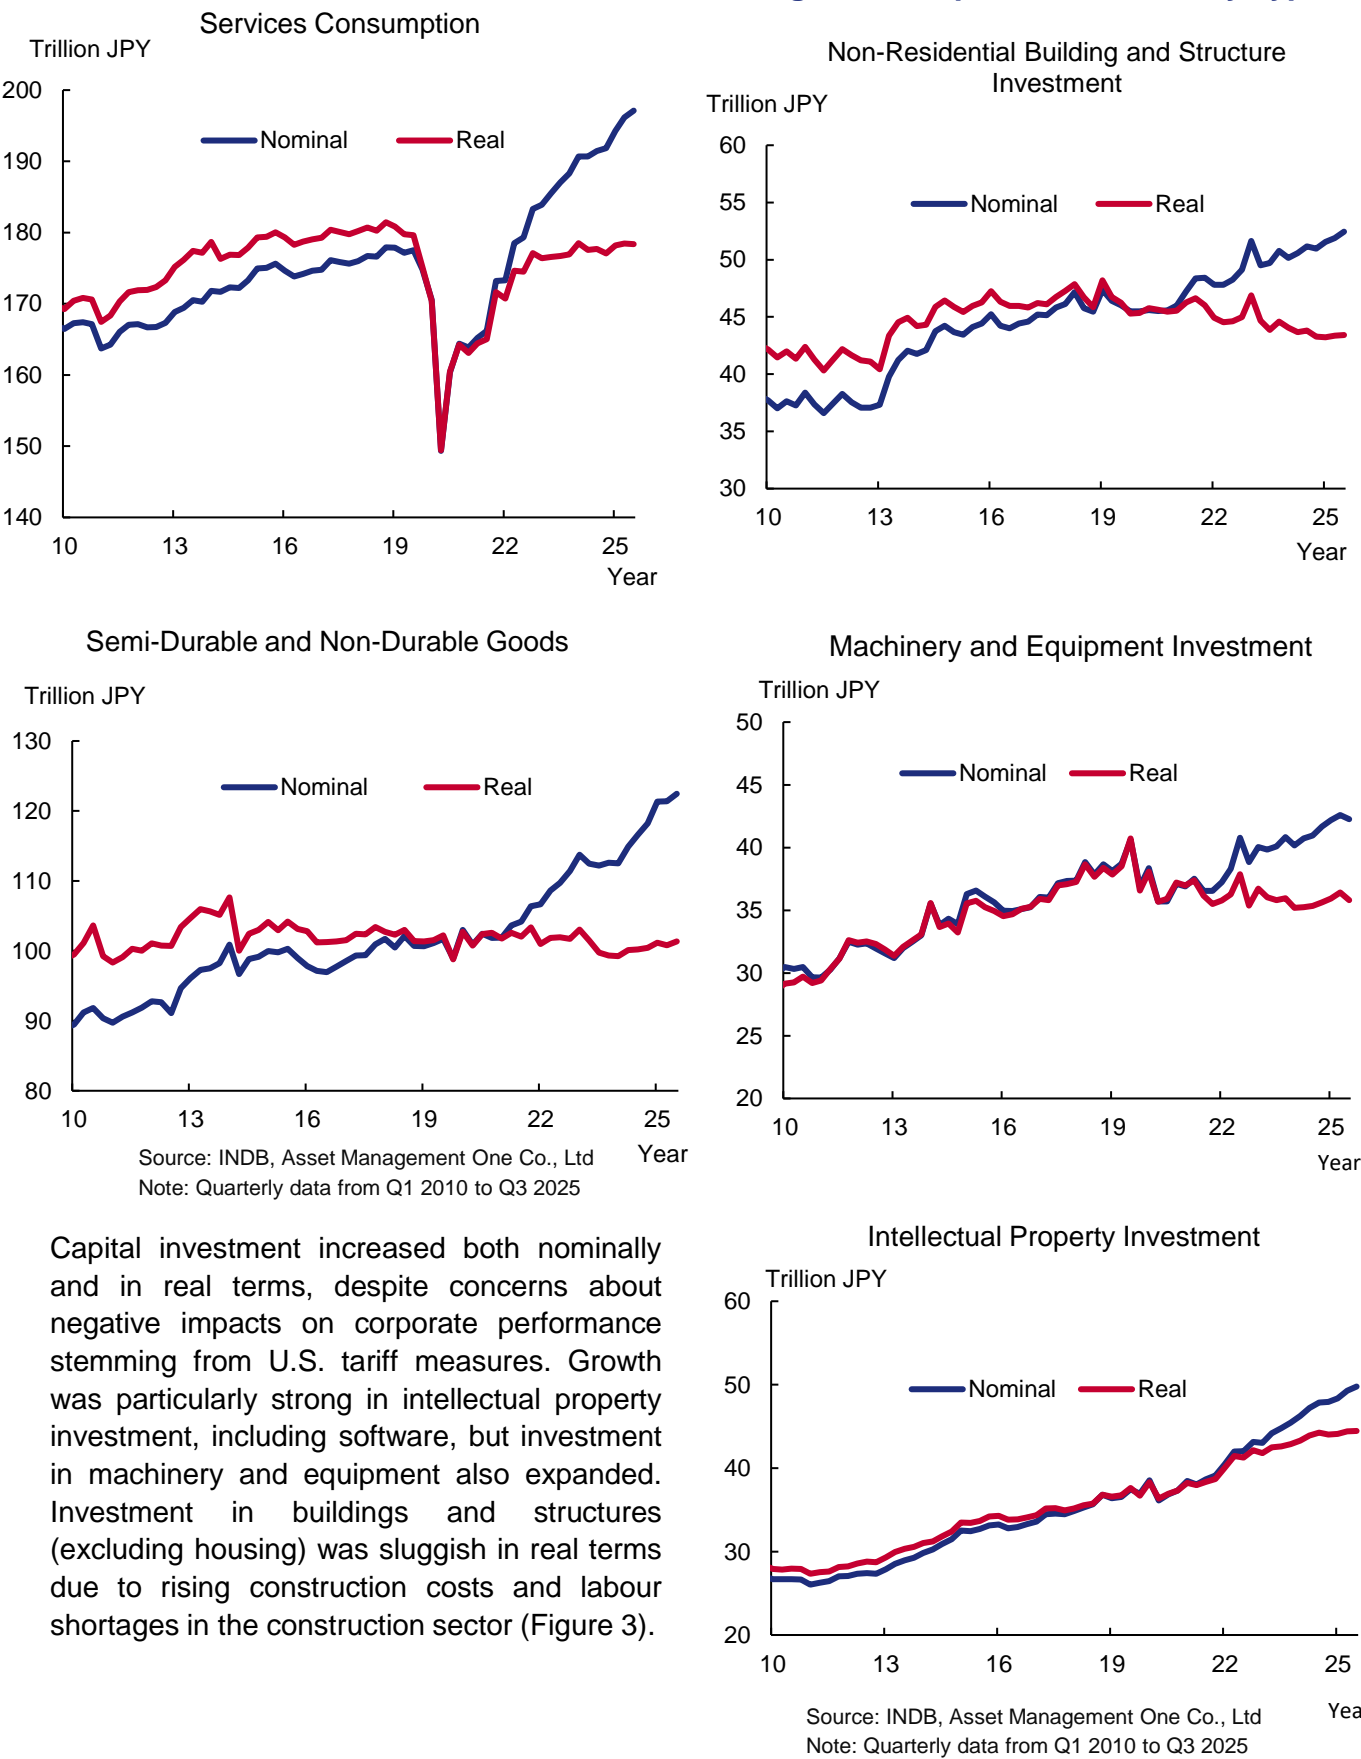 Services Consumption
Trillion JPY
200
190
180
170
160
150
140
Nominal
Real
10 13 16 19 22 25
Year
Non-Residential Building and Structure
Investment
Trillion JPY
60
55
50
45
40
35
30
Nominal
Real
10 13 16 19 22 25
Year
Semi-Durable and Non-Durable Goods
Trillion JPY
130
120
110
100
90
80
Nominal
Real
10 13 16 19 22 25
Year
Source: INDB, Asset Management One Co., Ltd
Note: Quarterly data from Q1 2010 to Q3 2025
Machinery and Equipment Investment
Trillion JPY
50
45
40
35
30
25
20
Nominal
Real
10 13 16 19 22 25
Year
Capital investment increased both nominally
and in real terms, despite concerns about
negative impacts on corporate performance
stemming from U.S. tariff measures. Growth
was particularly strong in intellectual property
investment, including software, but investment
in machinery and equipment also expanded.
Investment in buildings and structures
(excluding housing) was sluggish in real terms
due to rising construction costs and labour
shortages in the construction sector (Figure 3).
Intellectual Property Investment
Trillion JPY
60
50
40
30
20
Nominal
Real
10 13 16 19 22 25
Yea
Source: INDB, Asset Management One Co., Ltd
Note: Quarterly data from Q1 2010 to Q3 2025